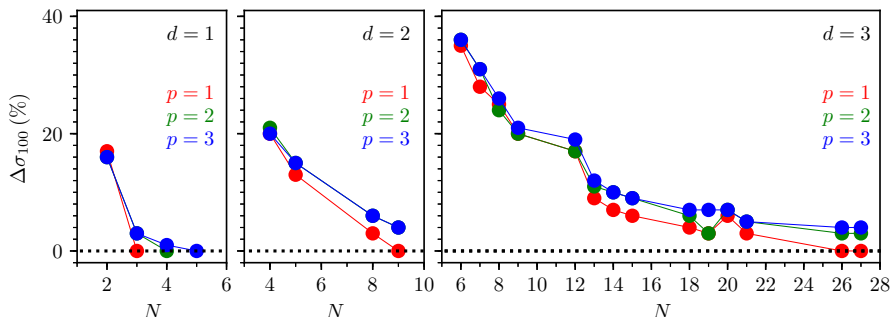 Δσ₁₀₀ (%)
40
20
0
d = 1
p = 1
p = 2
p = 3
2 4 6
N
d = 2
p = 1
p = 2
p = 3
4 6 8 10
N
d = 3
p = 1
p = 2
p = 3
6 8 10 12 14 16 18 20 22 24 26 28
N